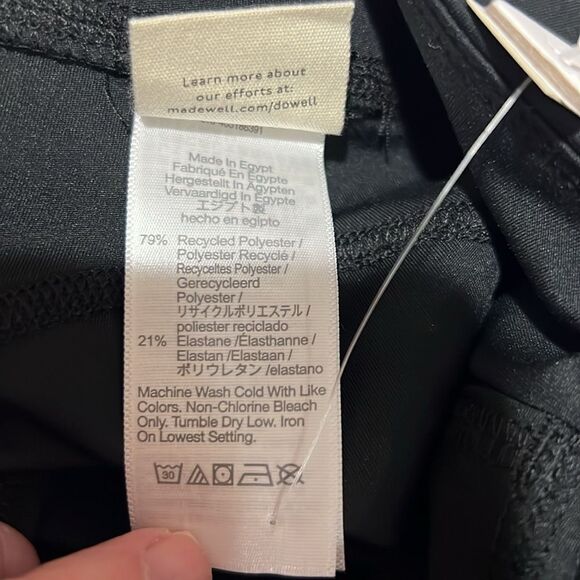 Learn more about
our efforts at:
madewell.com/dowell
Made In Egypt
Fabriqué En Egypte
Hergestellt In Ägypten
Vervaardigd In Egypte
エジプト製
hecho en egipto
79% Recycled Polyester /
Polyester Recyclé /
Recyceltes Polyester /
Gerecycleerd
Polyester /
リサイクルポリエステル /
poliester reciclado
21% Elastane /Élasthanne /
Elastan /Elastaan /
ポリウレタン /elastano
Machine Wash Cold With Like
Colors. Non-Chlorine Bleach
Only. Tumble Dry Low. Iron
On Lowest Setting.
30